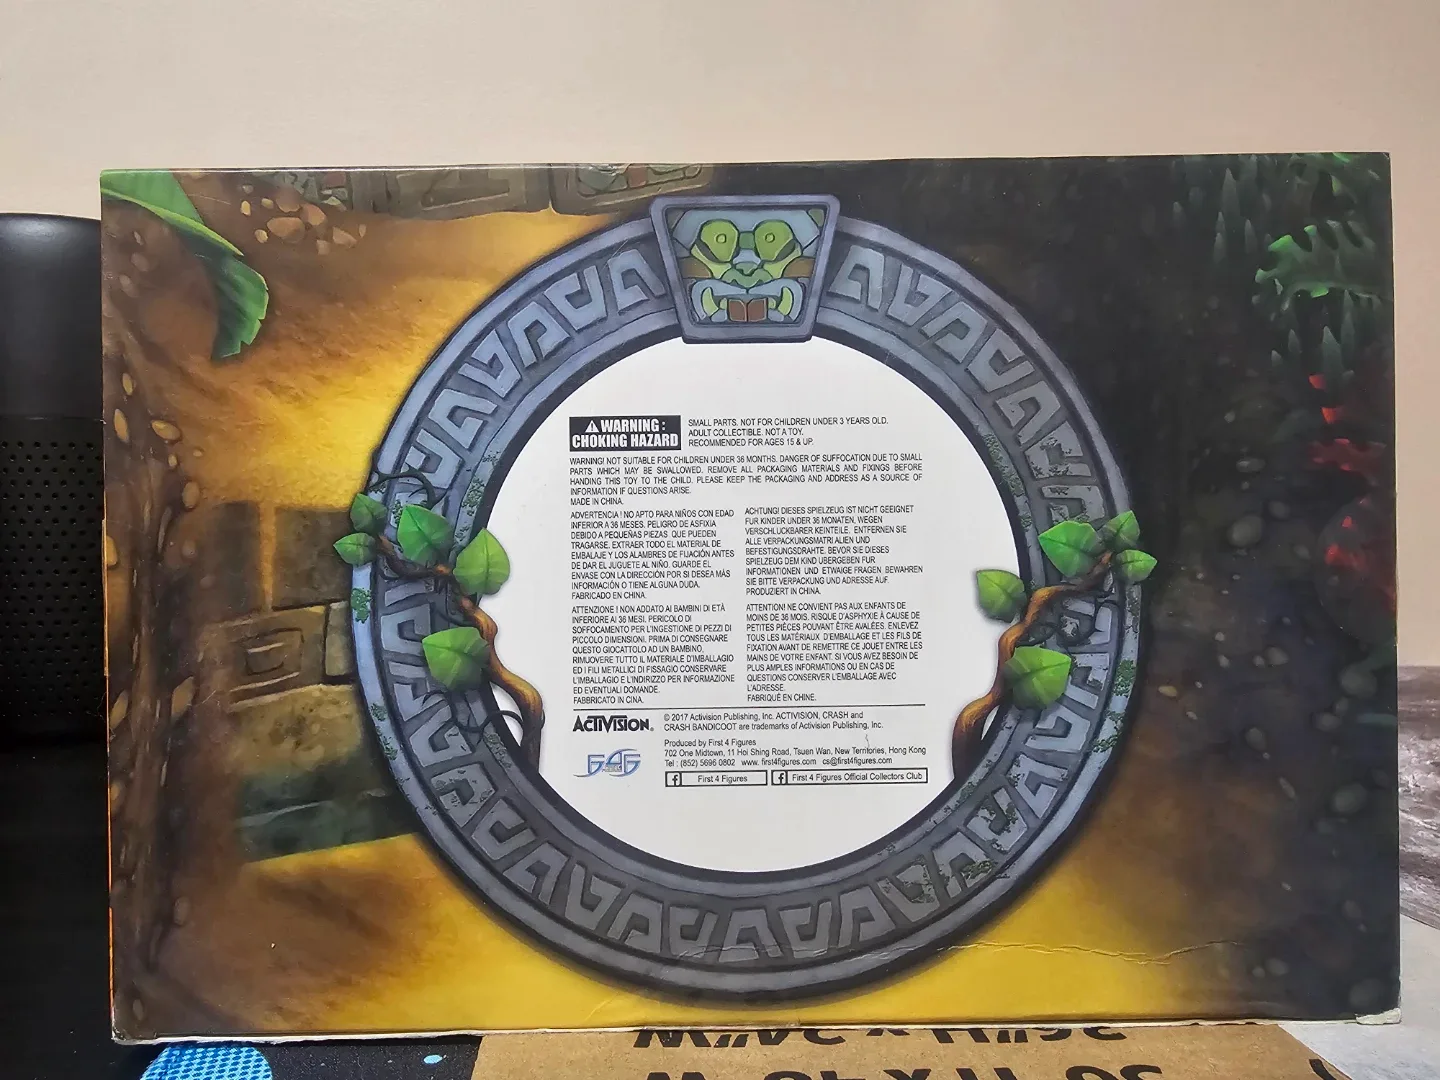 WARNING :
CHOKING HAZARD
SMALL PARTS. NOT FOR CHILDREN UNDER 3 YEARS OLD.
ADULT COLLECTIBLE. NOT A TOY.
RECOMMENDED FOR AGES 15 & UP.
WARNING! NOT SUITABLE FOR CHILDREN UNDER 36 MONTHS. DANGER OF SUFFOCATION DUE TO SMALL
PARTS WHICH MAY BE SWALLOWED. REMOVE ALL PACKAGING MATERIALS AND FIXINGS BEFORE
HANDING THIS TOY TO THE CHILD. PLEASE KEEP THE PACKAGING AND ADDRESS AS A SOURCE OF
INFORMATION IF QUESTIONS ARISE.
MADE IN CHINA.
ADVERTENCIA ! NO APTO PARA NIÑOS CON EDAD
INFERIOR A 36 MESES. PELIGRO DE ASFIXIA
DEBIDO A PEQUEÑAS PIEZAS QUE PUEDEN
TRAGARSE. EXTRAER TODO EL MATERIAL DE
EMBALAJE Y LOS ALAMBRES DE FIJACIÓN ANTES
DE DAR EL JUGUETE AL NIÑO. GUARDE EL
ENVASE CON LA DIRECCIÓN POR SI DESEA MÁS
INFORMACIÓN O TIENE ALGUNA DUDA.
FABRICADO EN CHINA.
ACHTUNG! DIESES SPIELZEUG IST NICHT GEEIGNET
FUR KINDER UNDER 36 MONATEN, WEGEN
VERSCHLUCKBARER KEINTEILE. ENTFERNEN SIE
ALLE VERPACKUNGSMATRI ALIEN UND
BEFESTIGUNGSDRAHTE. BEVOR SIE DIESES
SPIELZEUG DEM KIND UBERGEBEN FUR
INFORMATIONEN UND ETWAIGE FRAGEN, BEWAHREN
SIE BITTE VERPACKUNG UND ADRESSE AUF.
PRODUZIERT IN CHINA.
ATTENZIONE ! NON ADDATO AI BAMBINI DI ETÀ
INFERIORE AI 36 MESI. PERICOLO DI
SOFFOCAMENTO PER L'INGESTIONE DI PEZZI DI
PICCOLO DIMENSIONI. PRIMA DI CONSEGNARE
QUESTO GIOCATTOLO AD UN BAMBINO,
RIMUOVERE TUTTO IL MATERIALE D'IMBALLAGIO
ED I FILI METALLICI DI FISSAGIO CONSERVARE
L'IMBALLAGIO E L'INDIRIZZO PER INFORMAZIONE
ED EVENTUALI DOMANDE.
FABBRICATO IN CINA.
ATTENTION! NE CONVIENT PAS AUX ENFANTS DE
MOINS DE 36 MOIS. RISQUE D'ASPHYXIE À CAUSE DE
PETITES PIÈCES POUVANT ÊTRE AVALÉES. ENLEVEZ
TOUS LES MATÉRIAUX D'EMBALLAGE ET LES FILS DE
FIXATION AVANT DE REMETTRE CE JOUET ENTRE LES
MAINS DE VOTRE ENFANT. SI VOUS AVEZ BESOIN DE
PLUS AMPLES INFORMATIONS OU EN CAS DE
QUESTIONS CONSERVER L'EMBALLAGE AVEC
L'ADRESSE.
FABRIQUÉ EN CHINE.
ACTIVISION.
© 2017 Activision Publishing, Inc. ACTIVISION, CRASH and
CRASH BANDICOOT are trademarks of Activision Publishing, Inc.
Produced by First 4 Figures
702 One Midtown, 11 Hoi Shing Road, Tsuen Wan, New Territories, Hong Kong
Tel : (852) 5696 0802 www. first4figures.com cs@first4figures.com
f First 4 Figures
f First 4 Figures Official Collectors Club